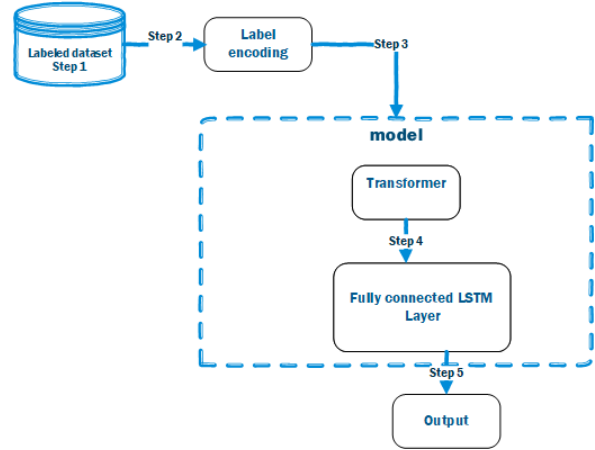 Labeled dataset
Step 1
Step 2
Label
encoding
Step 3
model
Transformer
Step 4
Fully connected LSTM
Layer
Step 5
Output